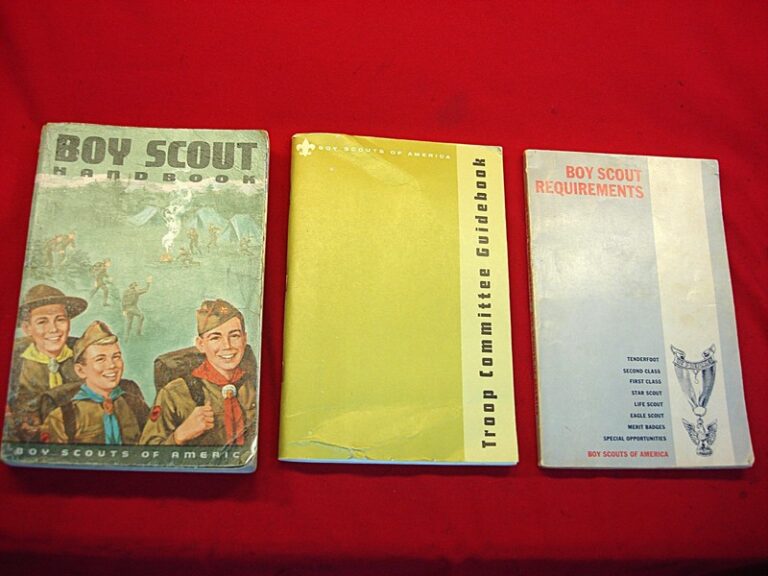 BOY SCOUT
HANDBOOK
BOY SCOUTS OF AMERICA
BOY SCOUTS OF AMERICA
Troop Committee Guidebook
BOY SCOUT
REQUIREMENTS
TENDERFOOT
SECOND CLASS
FIRST CLASS
STAR SCOUT
LIFE SCOUT
EAGLE SCOUT
MERIT BADGES
SPECIAL OPPORTUNITIES
BOY SCOUTS OF AMERICA